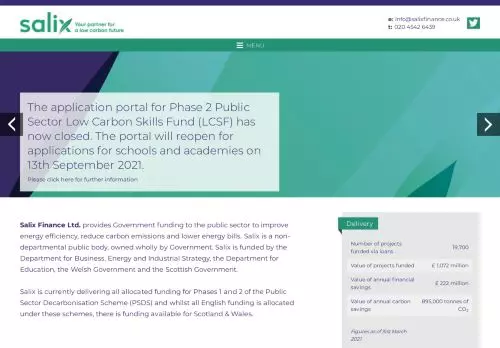 salix Your partner for
a low carbon future
e: info@salixfinance.co.uk
t: 020 4542 6439
MENU
The application portal for Phase 2 Public
Sector Low Carbon Skills Fund (LCSF) has
now closed. The portal will reopen for
applications for schools and academies on
13th September 2021.
Please click here for further information
Salix Finance Ltd. provides Government funding to the public sector to improve
energy efficiency, reduce carbon emissions and lower energy bills. Salix is a non-
departmental public body, owned wholly by Government. Salix is funded by the
Department for Business, Energy and Industrial Strategy, the Department for
Education, the Welsh Government and the Scottish Government.
Salix is currently delivering all allocated funding for Phases 1 and 2 of the Public
Sector Decarbonisation Scheme (PSDS) and whilst all English funding is allocated
under these schemes, there is funding available for Scotland & Wales.
Delivery
Number of projects
funded via loans 19,700
Value of projects funded £ 1,072 million
Value of annual financial
savings £ 222 million
Value of annual carbon
savings 895,000 tonnes of
CO₂
Figures as of 31st March
2021